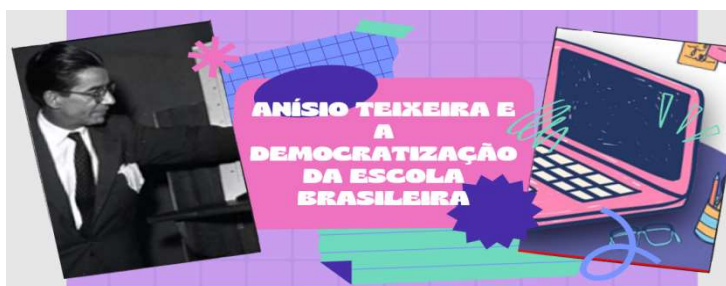 ANÍSIO TEIXEIRA E
A
DEMOCRATIZAÇÃO
DA ESCOLA
BRASILEIRA